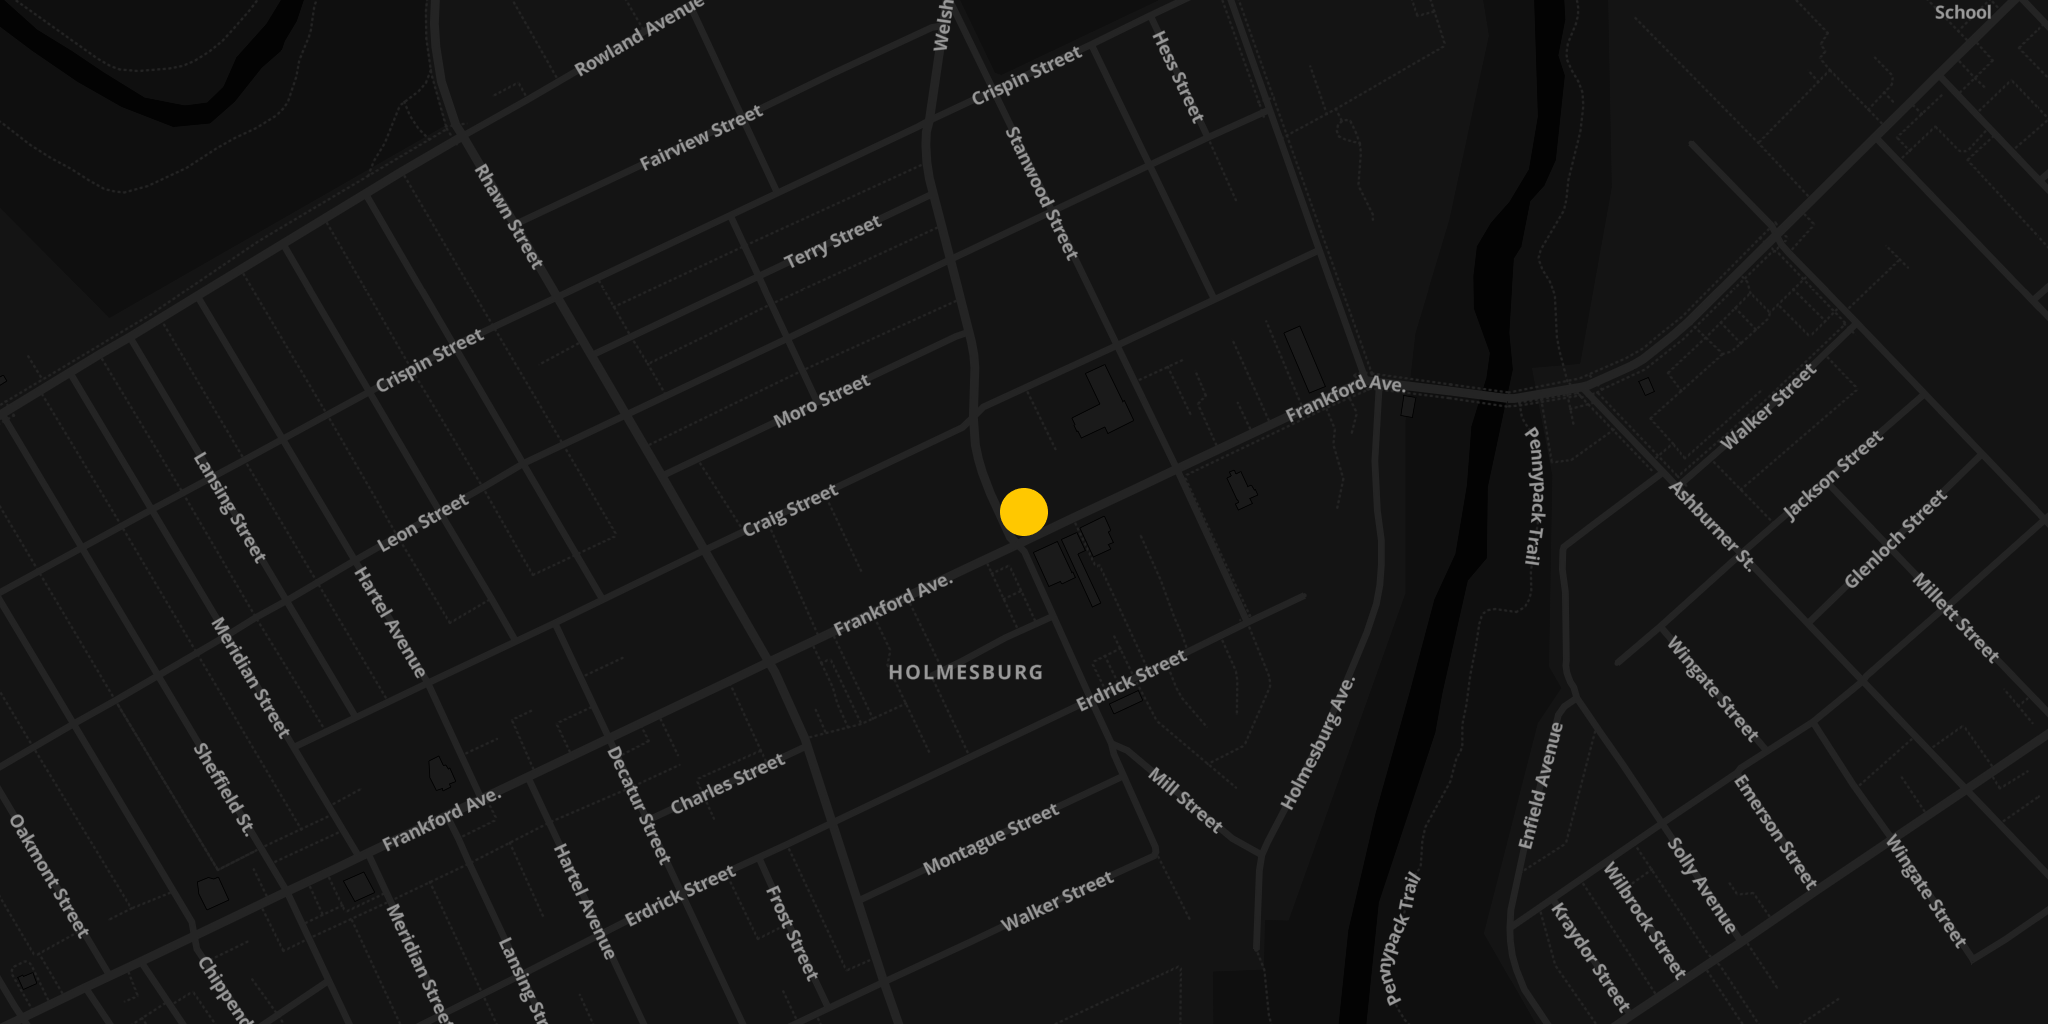 School
Rowland Avenue
Welsh
Crispin Street
Hess Street
Fairview Street
Stanwood Street
Rhawn Street
Terry Street
Crispin Street
Moro Street
Frankford Ave.
Walker Street
Pennypack Trail
Jackson Street
Lansing Street
Leon Street
Craig Street
Ashburner St.
Glenloch Street
Hartel Avenue
Frankford Ave.
Millett Street
Meridian Street
HOLMESBURG
Erdrick Street
Wingate Street
Holmesburg Ave.
Sheffield St.
Decatur Street
Charles Street
Mill Street
Enfield Avenue
Emerson Street
Frankford Ave.
Oakmont Street
Hartel Avenue
Montague Street
Solly Avenue
Wingate Street
Erdrick Street
Walker Street
Wilbrock Street
Frost Street
Pennypack Trail
Kraydor Street
Meridian Street
Lansing Str
Chippend